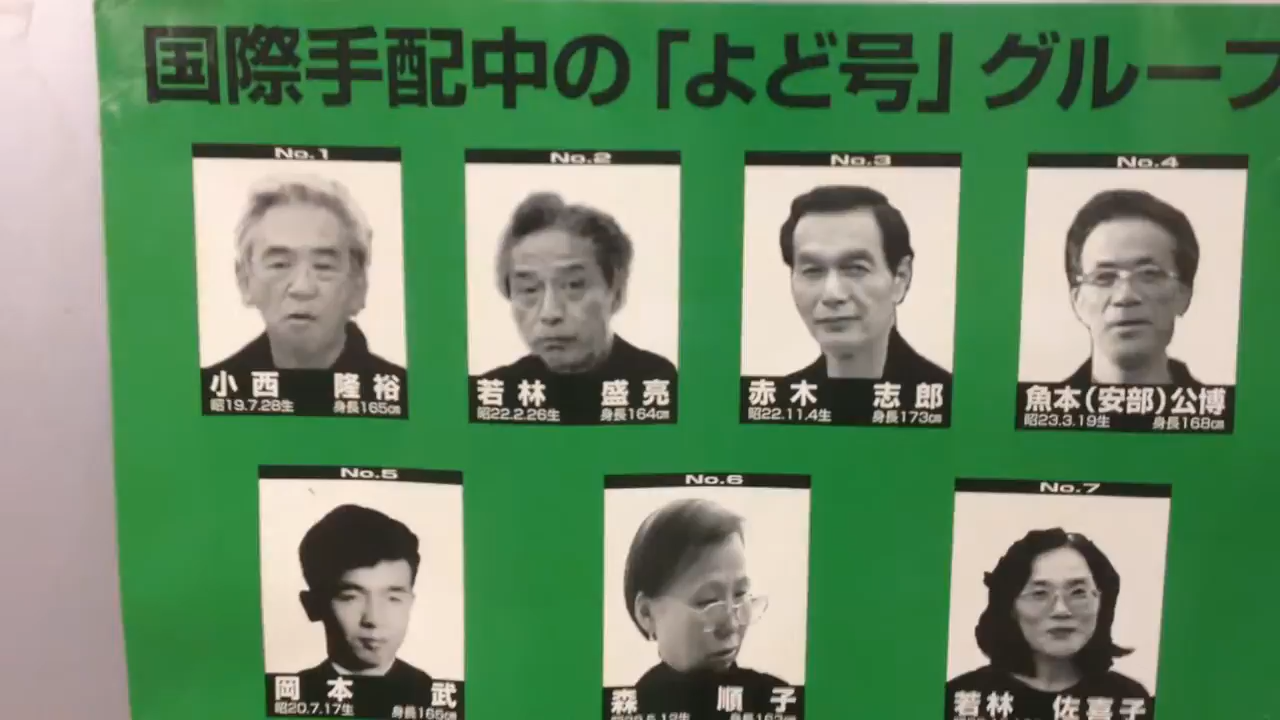 国際手配中の「よど号」グループ
No.1
小西 隆裕
昭19.7.28生 身長165cm
No.2
若林 盛亮
昭22.2.26生 身長164cm
No.3
赤木 志郎
昭22.11.4生 身長173cm
No.4
魚本(安部)公博
昭23.3.19生 身長168cm
No.5
岡本 武
昭20.7.17生 身長165cm
No.6
森 順子
No.7
若林 佐喜子